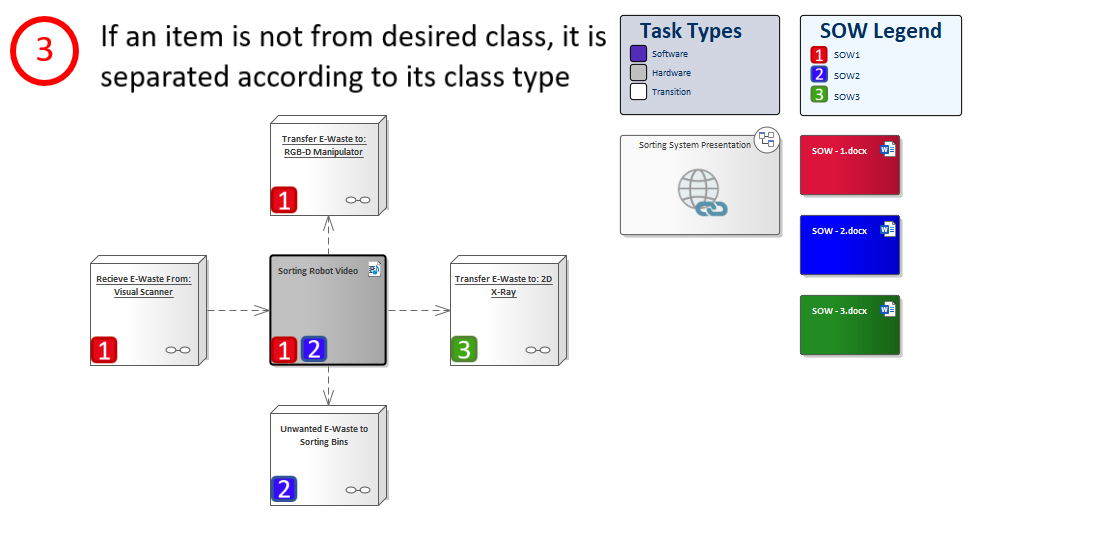 3
If an item is not from desired class, it is
separated according to its class type
Task Types
Software
Hardware
Transition
SOW Legend
1 SOW1
2 SOW2
3 SOW3
Transfer E-Waste to:
RGB-D Manipulator
1
Sorting System Presentation
SOW - 1.docx
W
SOW - 2.docx
W
SOW - 3.docx
W
Recieve E-Waste From:
Visual Scanner
1
Sorting Robot Video
1 2
Transfer E-Waste to: 2D
X-Ray
3
Unwanted E-Waste to
Sorting Bins
2